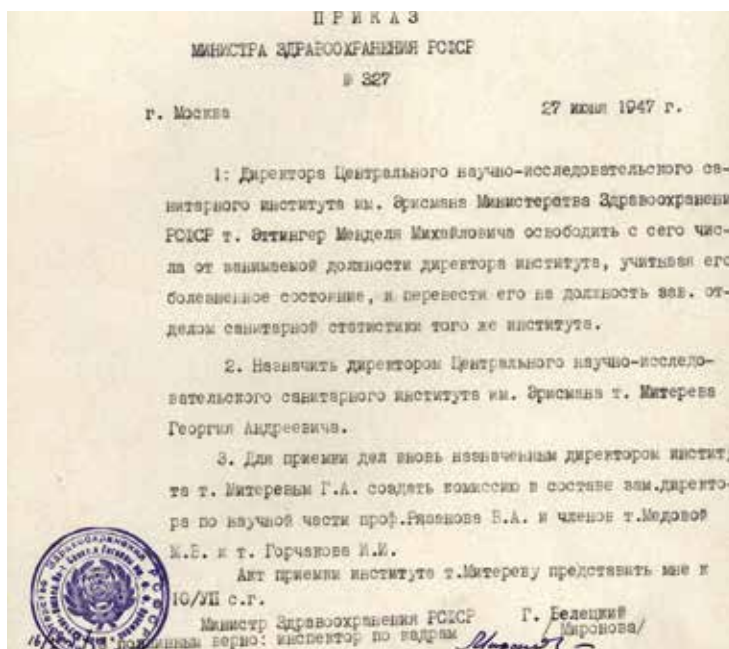 ПРИКАЗ
МИНИСТРА ЗДРАВООХРАНЕНИЯ РСФСР
№ 327
г. Москва 27 июня 1947 г.
1: Директора Центрального научно-исследовательского са-
нитарного института им. Эрисмана Министерства Здравоохранени
РСФСР т. Эттингер Менделя Михайловича освободить с сего чис-
ла от занимаемой должности директора института, учитывая его
болезненное состояние, и перевести его на должность зав. от-
делом санитарной статистики того же института.
2. Назначить директором Центрального научно-исследо-
вательского санитарного института им. Эрисмана т. Митерева
Георгия Андреевича.
3. Для приемки дел вновь назначенным директором инстит
та т. Митеревым Г.А. создать комиссию в составе зам.директо-
ра по научной части проф.Рязанова В.А. и членов т.Медовой
М.В. и т. Горчакова И.И.
Акт приемки института т.Митереву представить мне к
10/УП с.г.
Министр Здравоохранения РСФСР Г. Белецкий
верно: инспектор по кадрам /Миронова/